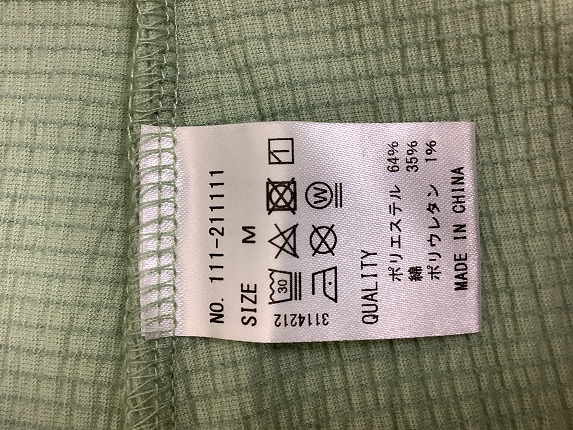 NO. 111-211111
SIZE M
30
W
3114212
QUALITY
ポリエステル 64%
綿 35%
ポリウレタン 1%
MADE IN CHINA